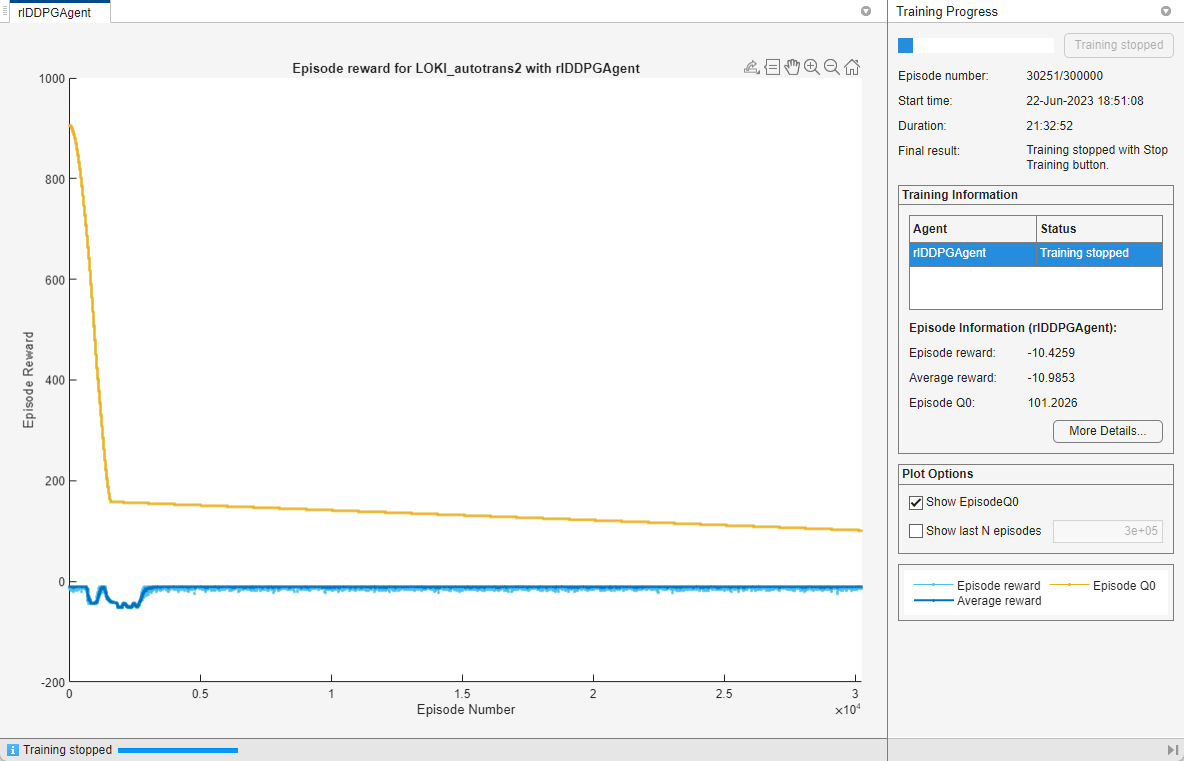 rlDDPGAgent
Episode reward for LOKI_autotrans2 with rlDDPGAgent
1000
800
600
400
200
0
-200
Episode Reward
0
0.5
1
1.5
2
2.5
3
×10⁴
Episode Number
Training stopped
Training Progress
Training stopped
Episode number: 30251/300000
Start time: 22-Jun-2023 18:51:08
Duration: 21:32:52
Final result: Training stopped with Stop
Training button.
Training Information
Agent Status
rlDDPGAgent Training stopped
Episode Information (rlDDPGAgent):
Episode reward: -10.4259
Average reward: -10.9853
Episode Q0: 101.2026
More Details...
Plot Options
Show EpisodeQ0
Show last N episodes 3e+05
Episode reward Episode Q0
Average reward